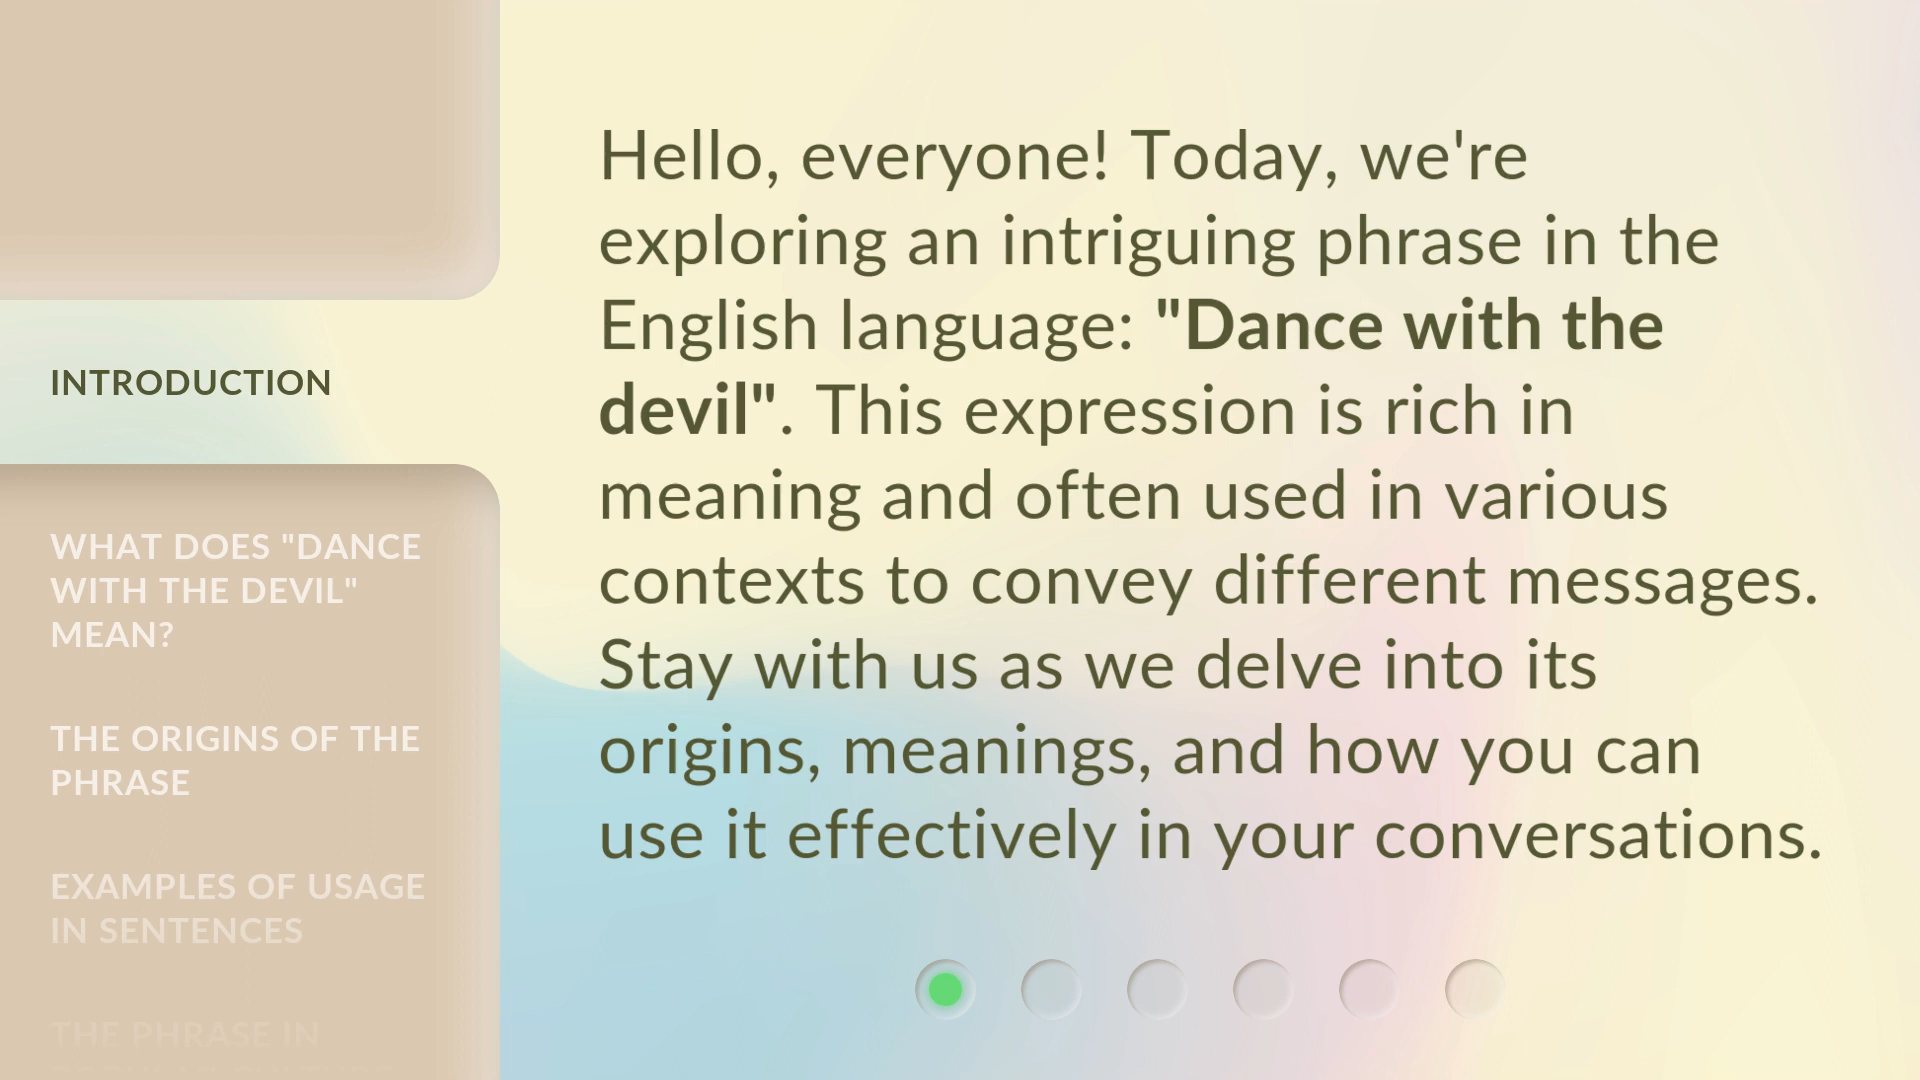 INTRODUCTION
WHAT DOES "DANCE
WITH THE DEVIL"
MEAN?
THE ORIGINS OF THE
PHRASE
EXAMPLES OF USAGE
IN SENTENCES
THE PHRASE IN
Hello, everyone! Today, we're
exploring an intriguing phrase in the
English language: "Dance with the
devil". This expression is rich in
meaning and often used in various
contexts to convey different messages.
Stay with us as we delve into its
origins, meanings, and how you can
use it effectively in your conversations.